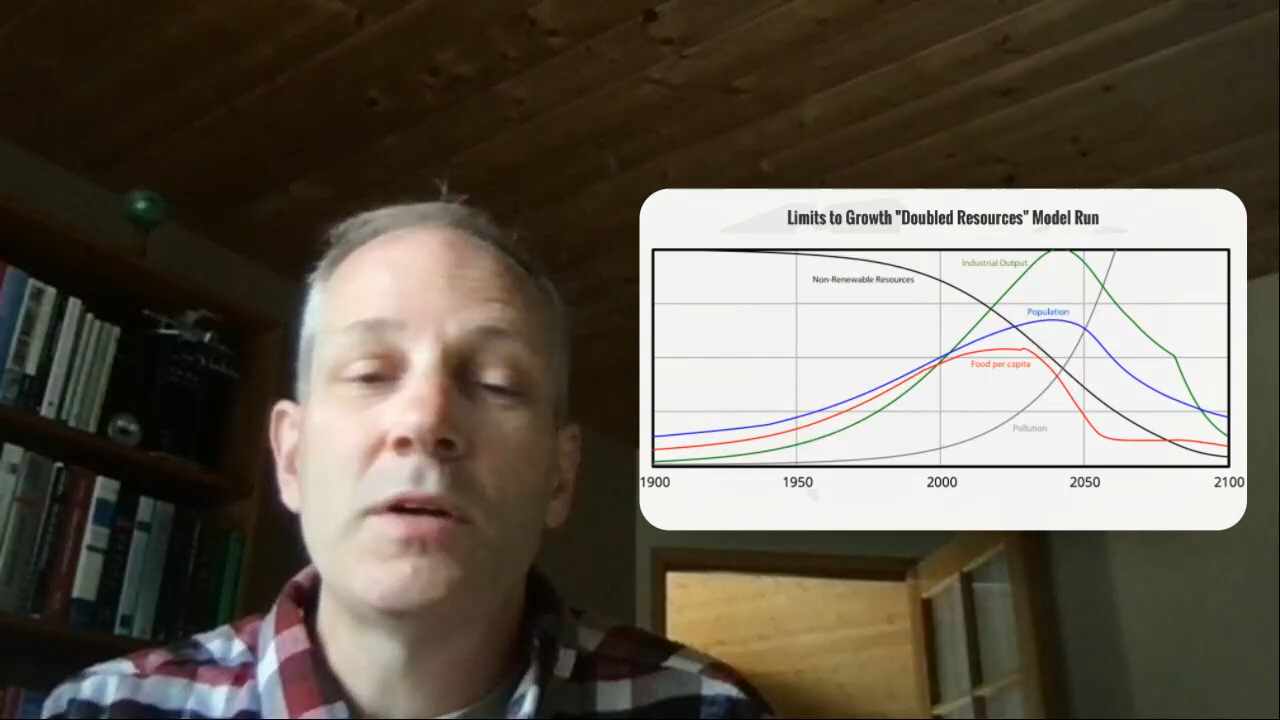 Limits to Growth "Doubled Resources" Model Run
Industrial Output
Non-Renewable Resources
Population
Food per capita
Pollution
1900 1950 2000 2050 2100